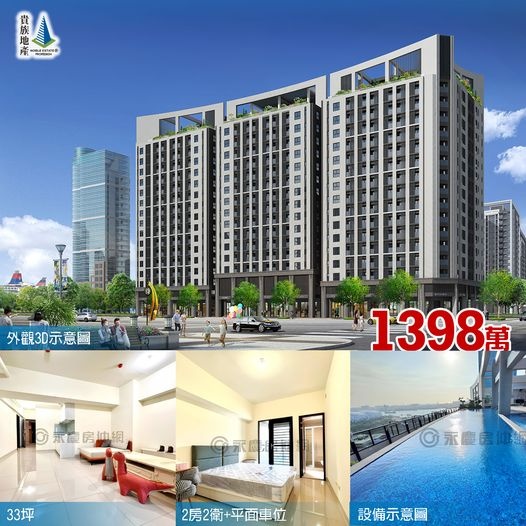 貴族地產
NOBLE ESTATE
外觀3D示意圖
1398萬
永慶房仲網
永慶房仲網
永慶房仲網
33坪
2房2衛+平面車位
設備示意圖